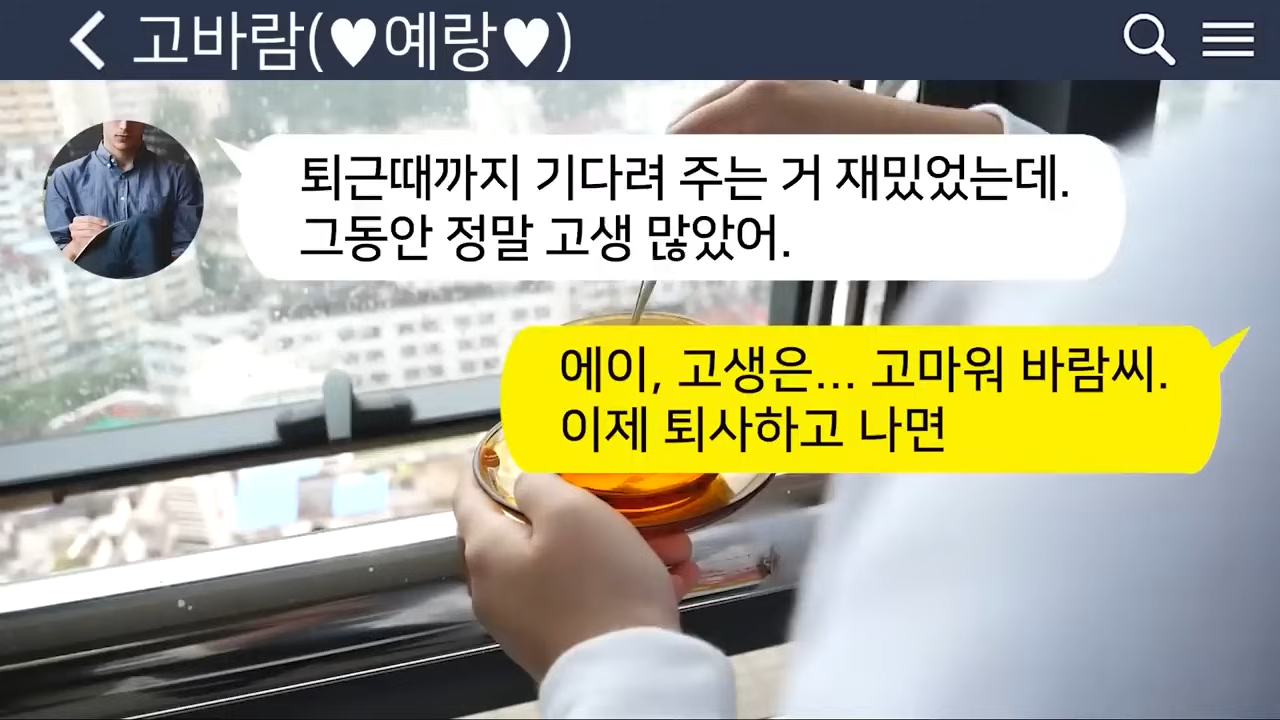 고바람(♥예랑♥)
퇴근때까지 기다려 주는 거 재밌었는데.
그동안 정말 고생 많았어.
에이, 고생은... 고마워 바람씨.
이제 퇴사하고 나면